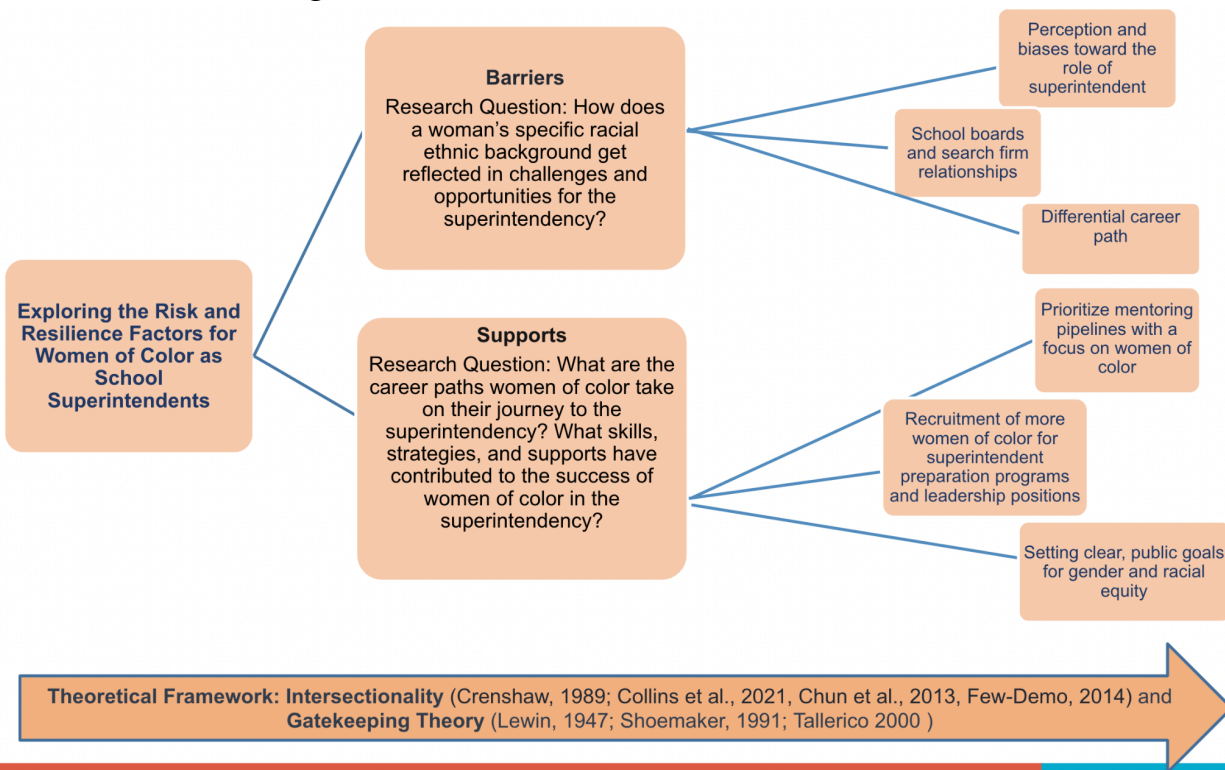 Exploring the Risk and
Resilience Factors for
Women of Color as
School
Superintendents
Barriers
Research Question: How does
a woman’s specific racial
ethnic background get
reflected in challenges and
opportunities for the
superintendency?
Perception and
biases toward the
role of
superintendent
School boards
and search firm
relationships
Differential career
path
Supports
Research Question: What are the
career paths women of color take
on their journey to the
superintendency? What skills,
strategies, and supports have
contributed to the success of
women of color in the
superintendency?
Prioritize mentoring
pipelines with a
focus on women of
color
Recruitment of more
women of color for
superintendent
preparation programs
and leadership positions
Setting clear, public goals
for gender and racial
equity
Theoretical Framework: Intersectionality (Crenshaw, 1989; Collins et al., 2021, Chun et al., 2013, Few-Demo, 2014) and
Gatekeeping Theory (Lewin, 1947; Shoemaker, 1991; Tallerico 2000 )